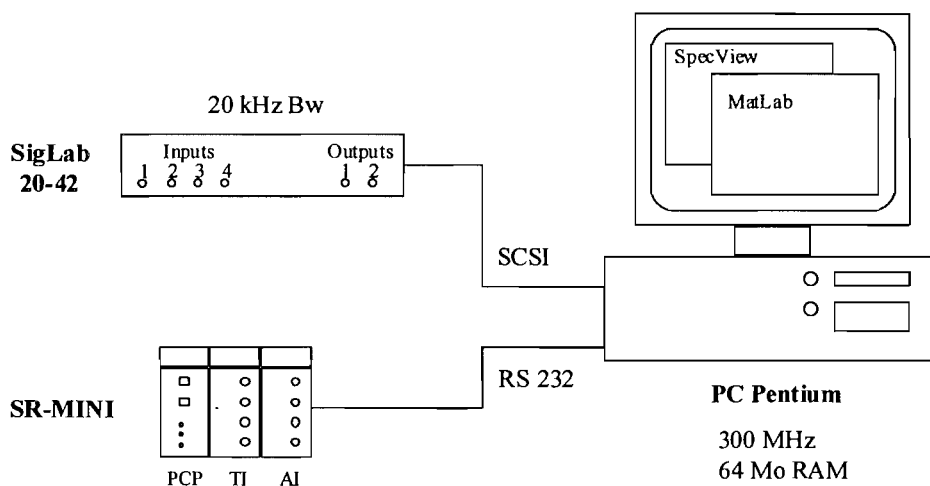 SpecView
MatLab
20 kHz Bw
SigLab
20-42
Inputs
1 2 3 4
Outputs
1 2
SCSI
SR-MINI
RS 232
PCP TI AI
PC Pentium
300 MHz
64 Mo RAM